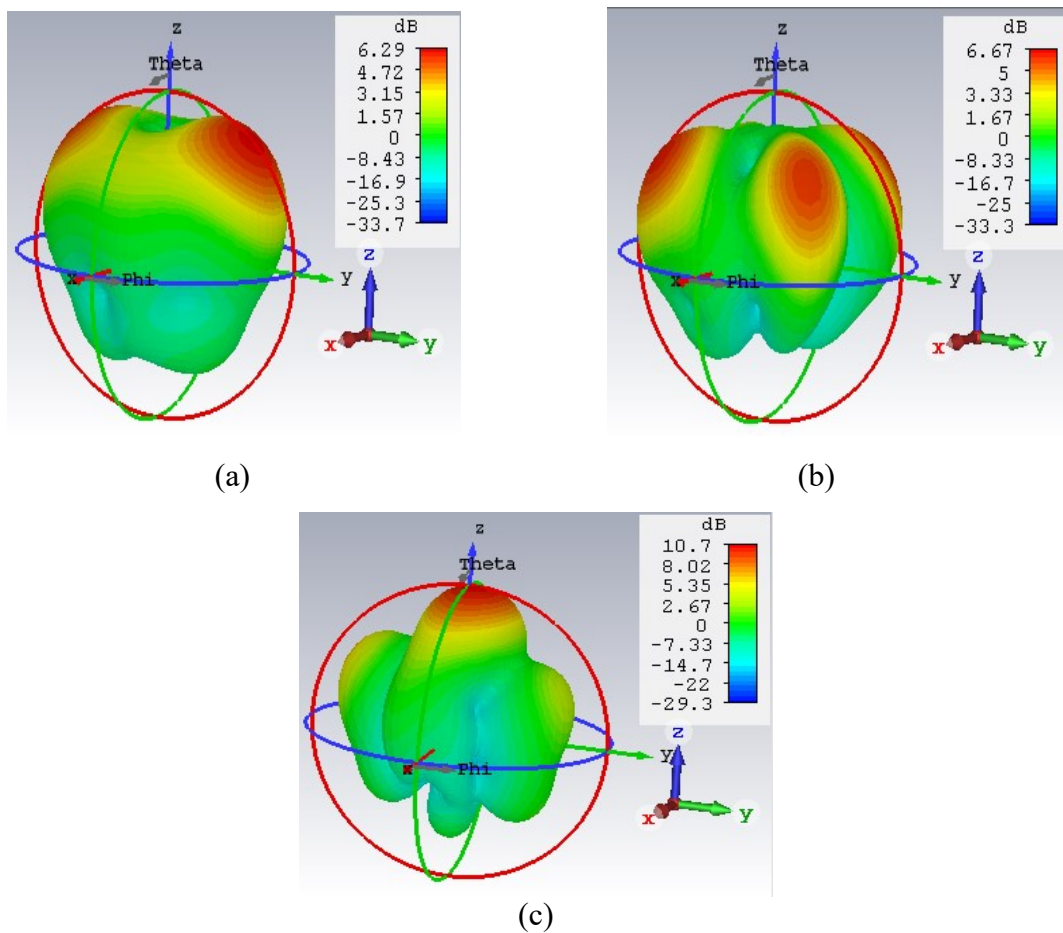 z
dB
Theta
6.29
4.72
3.15
1.57
0
-8.43
-16.9
-25.3
-33.7
x
Phi
y
z
x
y
(a)
z
dB
Theta
6.67
5
3.33
1.67
0
-8.33
-16.7
-25
-33.3
x
Phi
y
z
x
y
(b)
z
dB
Theta
10.7
8.02
5.35
2.67
0
-7.33
-14.7
-22
-29.3
x
Phi
y
z
x
y
(c)